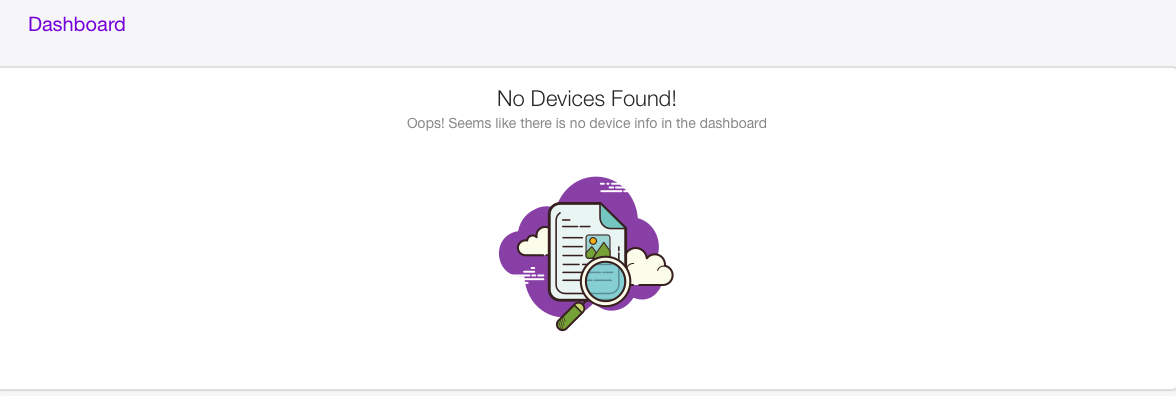 Dashboard
No Devices Found!
Oops! Seems like there is no device info in the dashboard